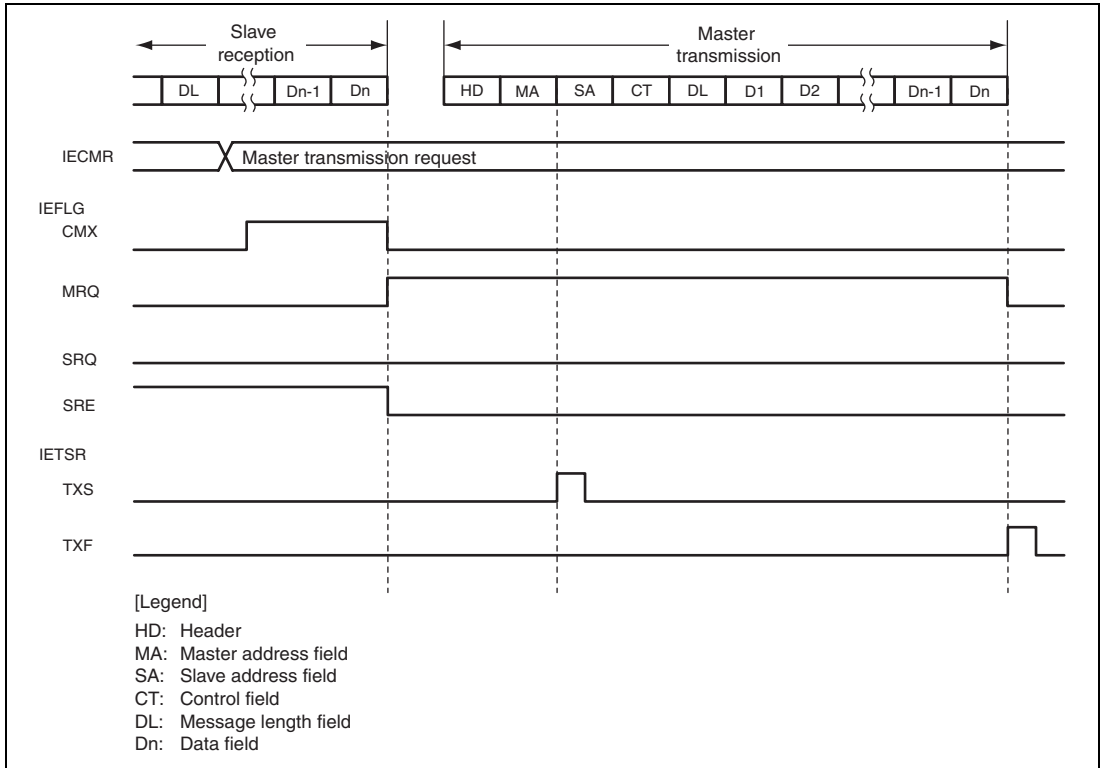 Slave
reception
Master
transmission
DL Dn-1 Dn HD MA SA CT DL D1 D2 Dn-1 Dn
IECMR Master transmission request
IEFLG
CMX
MRQ
SRQ
SRE
IETSR
TXS
TXF
[Legend]
HD: Header
MA: Master address field
SA: Slave address field
CT: Control field
DL: Message length field
Dn: Data field